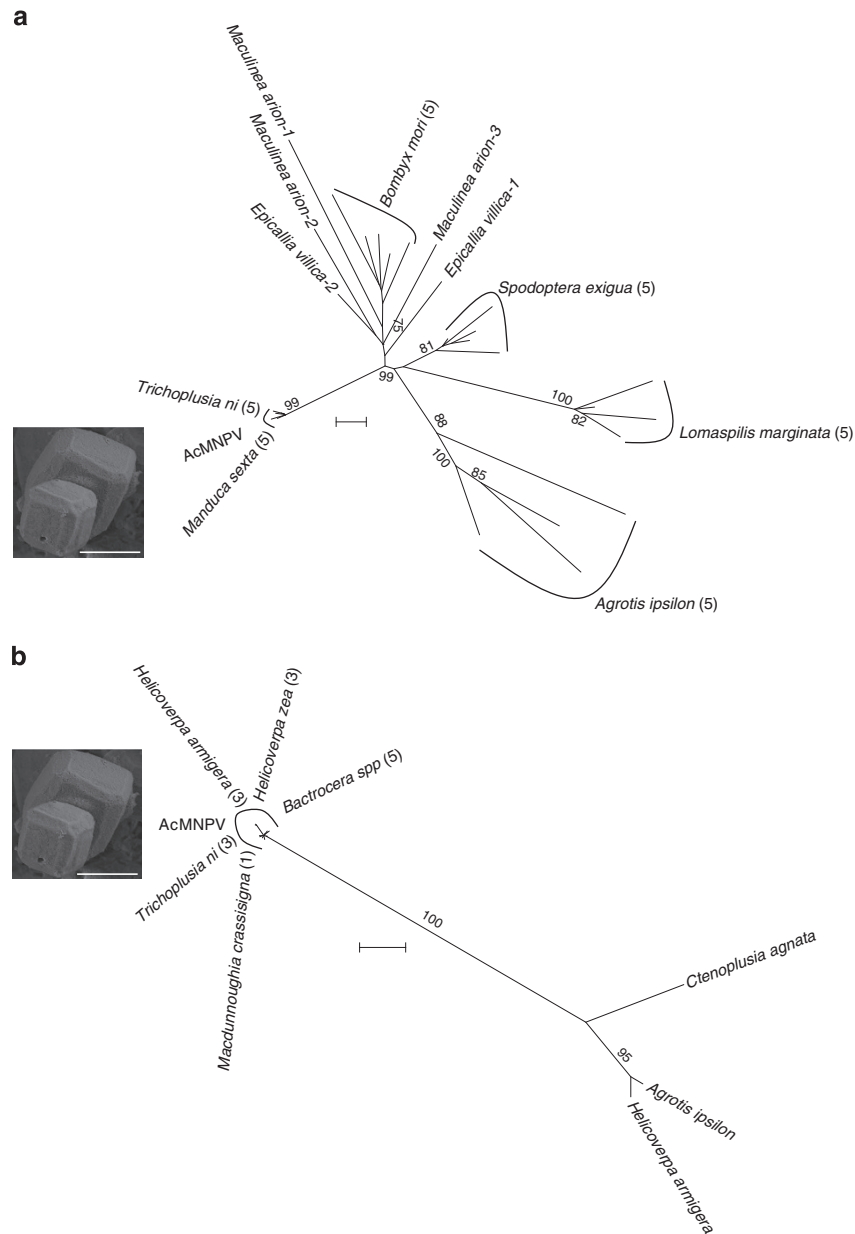 a
Maculinea arion-1
Maculinea arion-2
Epicallia villica-2
Bombyx mori (5)
Maculinea arion-3
Epicallia villica-1
Spodoptera exigua (5)
75
81
99
100
82
Lomaspilis marginata (5)
Trichoplusia ni (5)
99
AcMNPV
Manduca sexta (5)
88
100
85
Agrotis ipsilon (5)
b
Helicoverpa armigera (3)
Helicoverpa zea (3)
Bactrocera spp (5)
AcMNPV
Trichoplusia ni (3)
Macdunnoughia crassisigna (1)
100
Ctenoplusia agnata
95
Agrotis ipsilon
Helicoverpa armigera